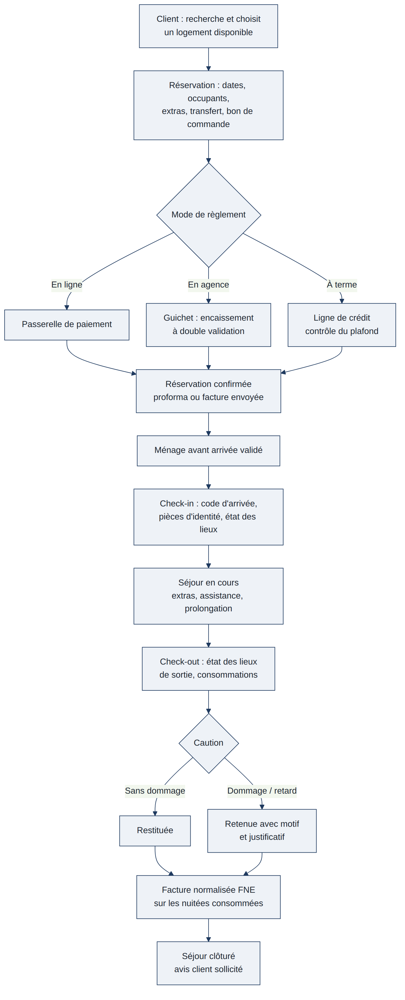 Client : recherche et choisit
un logement disponible
Réservation : dates,
occupants,
extras, transfert, bon de
commande
Mode de règlement
En ligne
En agence
À terme
Passerelle de paiement
Guichet : encaissement
à double validation
Ligne de crédit
contrôle du plafond
Réservation confirmée
proforma ou facture envoyée
Ménage avant arrivée validé
Check-in : code d'arrivée,
pièces d'identité, état des
lieux
Séjour en cours
extras, assistance,
prolongation
Check-out : état des lieux
de sortie, consommations
Caution
Sans dommage
Dommage / retard
Restituée
Retenue avec motif
et justificatif
Facture normalisée FNE
sur les nuitées consommées
Séjour clôturé
avis client sollicité